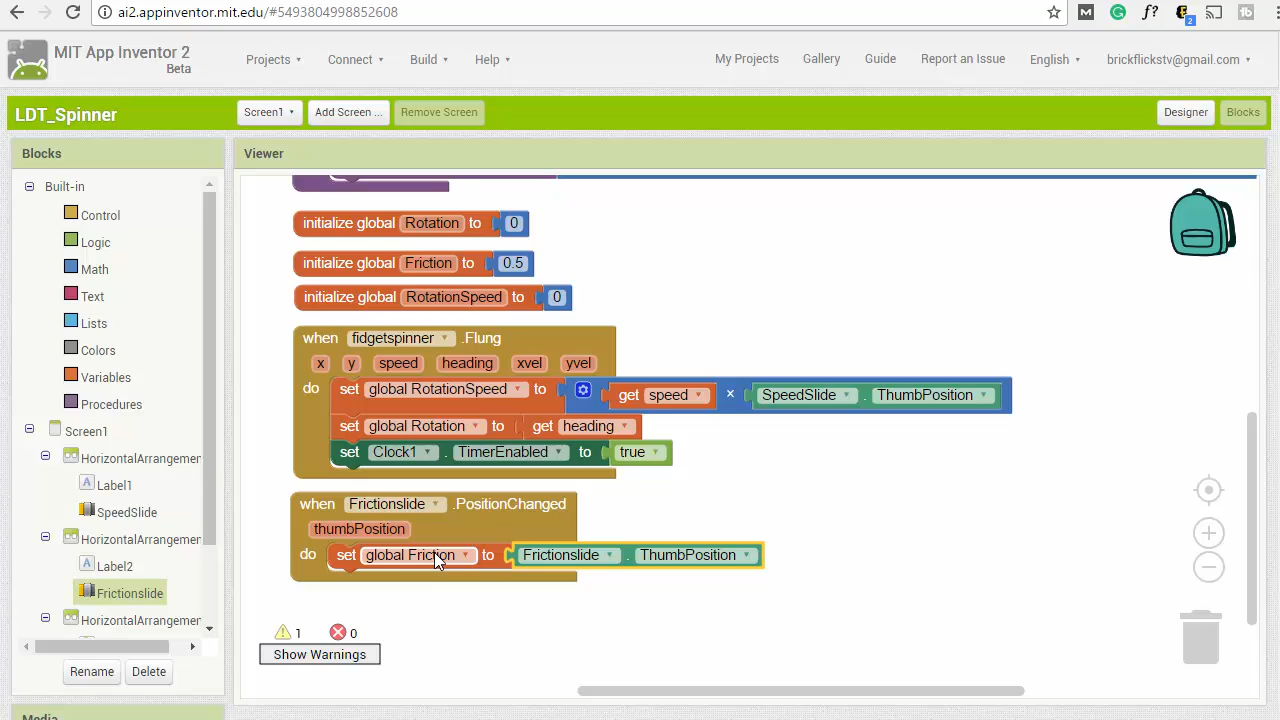 ai2.appinventor.mit.edu/#5493804998852608
M G f? 2 tb
MIT App Inventor 2
Beta
Projects Connect Build Help My Projects Gallery Guide Report an Issue English brickflickstv@gmail.com
LDT_Spinner Screen1 Add Screen ... Remove Screen Designer Blocks
Blocks
Viewer
Built-in
Control
Logic
Math
Text
Lists
Colors
Variables
Procedures
Screen1
HorizontalArrangemen
Label1
SpeedSlide
HorizontalArrangemen
Label2
Frictionslide
HorizontalArrangemen
Rename Delete
Media
initialize global Rotation to 0
initialize global Friction to 0.5
initialize global RotationSpeed to 0
when fidgetspinner .Flung
x y speed heading xvel yvel
do set global RotationSpeed to get speed × SpeedSlide . ThumbPosition
set global Rotation to get heading
set Clock1 . TimerEnabled to true
when Frictionslide .PositionChanged
thumbPosition
do set global Friction to Frictionslide . ThumbPosition
1 0
Show Warnings